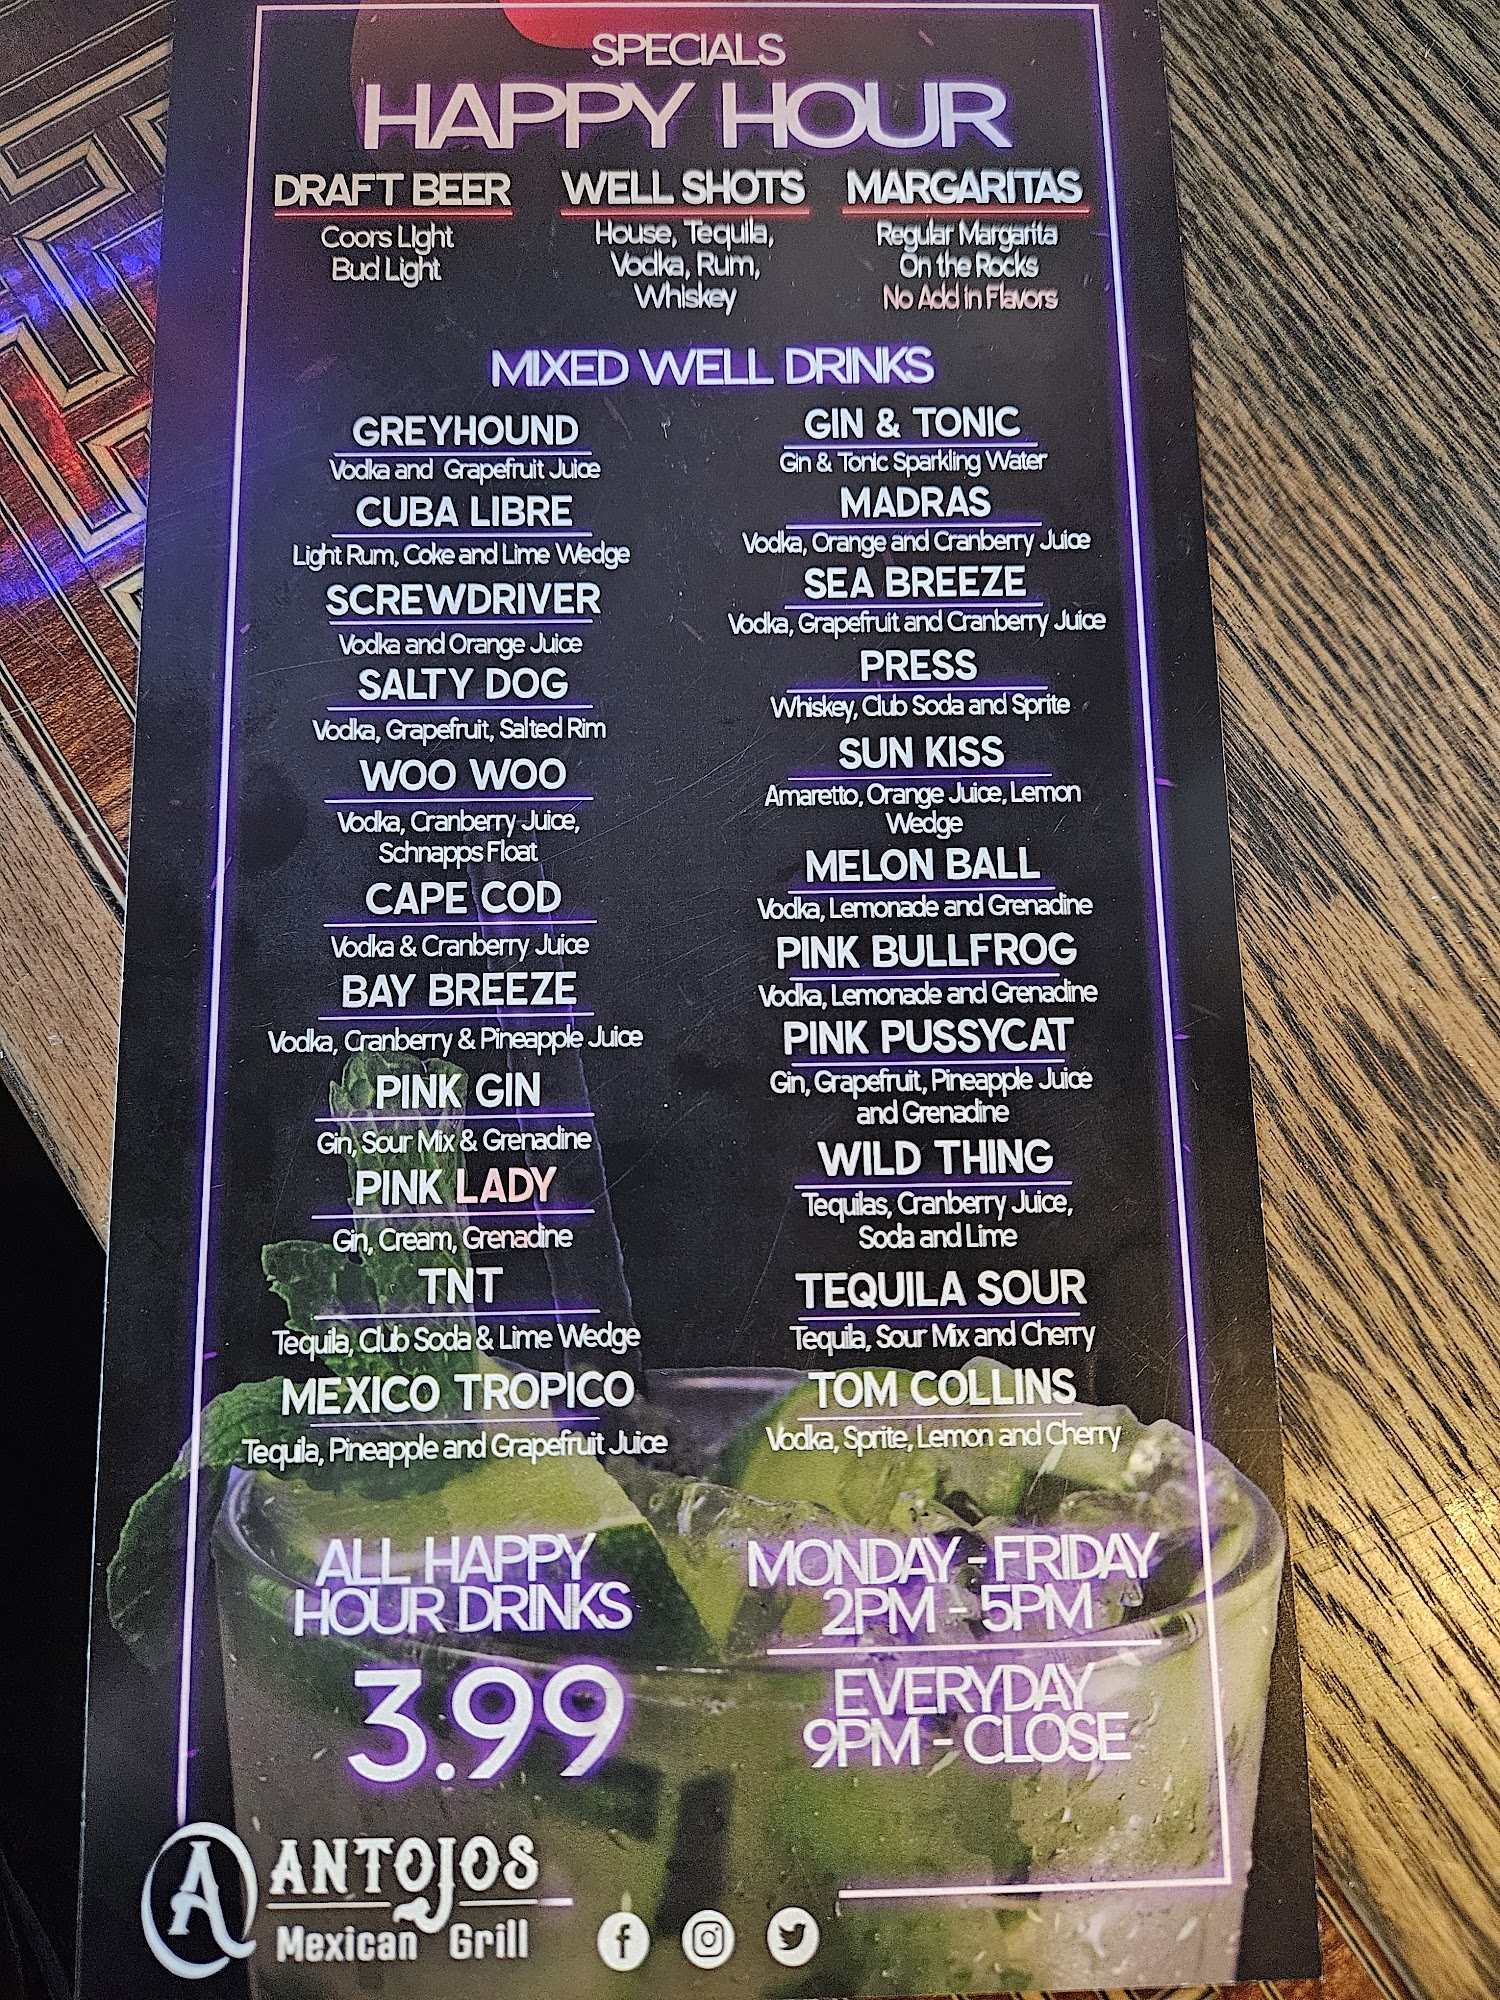 SPECIALS
HAPPY HOUR
DRAFT BEER
Coors LIght
Bud Light
WELL SHOTS
House, Tequila,
Vodka, Rum,
Whiskey
MARGARITAS
Regular Margarita
On the Rocks
No Add in Flavors
MIXED WELL DRINKS
GREYHOUND
Vodka and Grapefruit Juice
CUBA LIBRE
Light Rum, Coke and Lime Wedge
SCREWDRIVER
Vodka and Orange Juice
SALTY DOG
Vodka, Grapefruit, Salted Rim
WOO WOO
Vodka, Cranberry Juice,
Schnapps Float
CAPE COD
Vodka & Cranberry Juice
BAY BREEZE
Vodka, Cranberry & Pineapple Juice
PINK GIN
Gin, Sour Mix & Grenadine
PINK LADY
Gin, Cream, Grenadine
TNT
Tequila, Club Soda & Lime Wedge
MEXICO TROPICO
Tequila, Pineapple and Grapefruit Juice
GIN & TONIC
Gin & Tonic Sparkling Water
MADRAS
Vodka, Orange and Cranberry Juice
SEA BREEZE
Vodka, Grapefruit and Cranberry Juice
PRESS
Whiskey, Club Soda and Sprite
SUN KISS
Amaretto, Orange Juice, Lemon
Wedge
MELON BALL
Vodka, Lemonade and Grenadine
PINK BULLFROG
Vodka, Lemonade and Grenadine
PINK PUSSYCAT
Gin, Grapefruit, Pineapple Juice
and Grenadine
WILD THING
Tequilas, Cranberry Juice,
Soda and Lime
TEQUILA SOUR
Tequila, Sour Mix and Cherry
TOM COLLINS
Vodka, Sprite, Lemon and Cherry
ALL HAPPY
HOUR DRINKS
3.99
MONDAY - FRIDAY
2PM - 5PM
EVERYDAY
9PM - CLOSE
A ANTOJOS
Mexican Grill